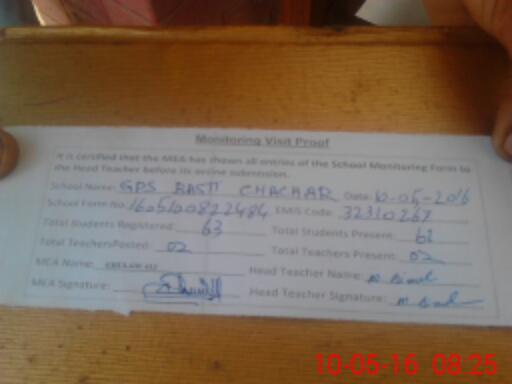 Monitoring Visit Proof
It is certified that the MEA has shown all entries of the School Monitoring Form to
the Head Teacher before its online submission.
School Name: GPS BASTI CHACHAR Date: 10-05-2016
School Form No. 1605100822484 EMIS Code: 32310267
Total Students Registered: 63 Total Students Present: 61
Total TeachersPosted: 02 Total Teachers Present: 02
MEA Name: Head Teacher Name: M
MEA Signature: Head Teacher Signature: M
10-05-16 08:25